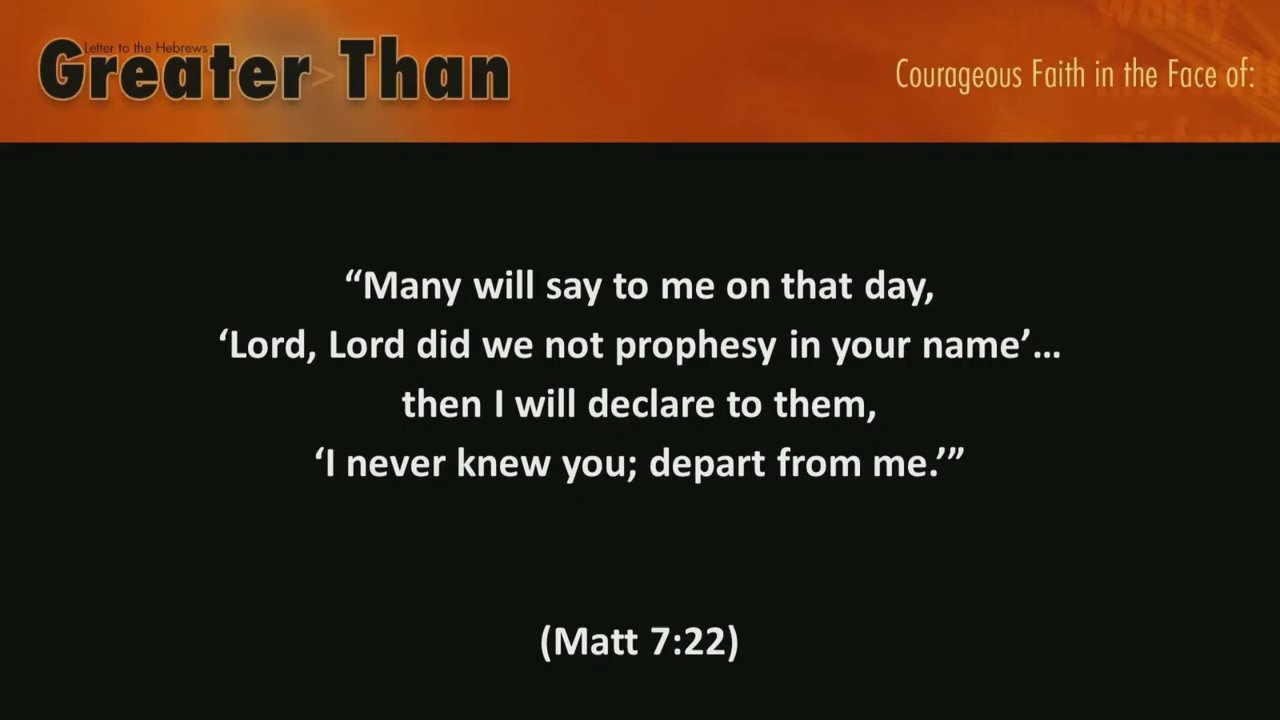 Letter to the Hebrews
Greater > Than
Courageous Faith in the Face of:
worry
“Many will say to me on that day,
‘Lord, Lord did we not prophesy in your name’...
then I will declare to them,
‘I never knew you; depart from me.’”
(Matt 7:22)